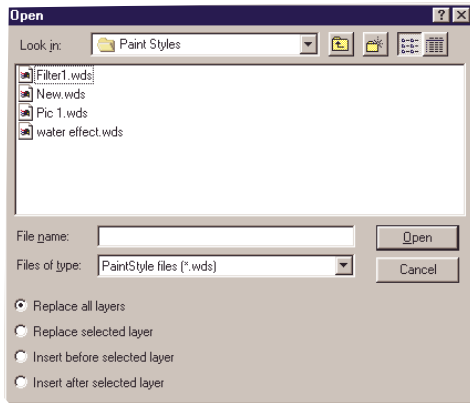 Open
Look in: Paint Styles
Filter1.wds
New.wds
Pic 1.wds
water effect.wds
File name: Open
Files of type: PaintStyle files (*.wds) Cancel
Replace all layers
Replace selected layer
Insert before selected layer
Insert after selected layer